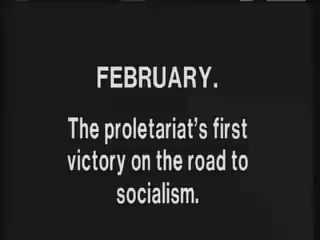 FEBRUARY.
The proletariat's first
victory on the road to
socialism.